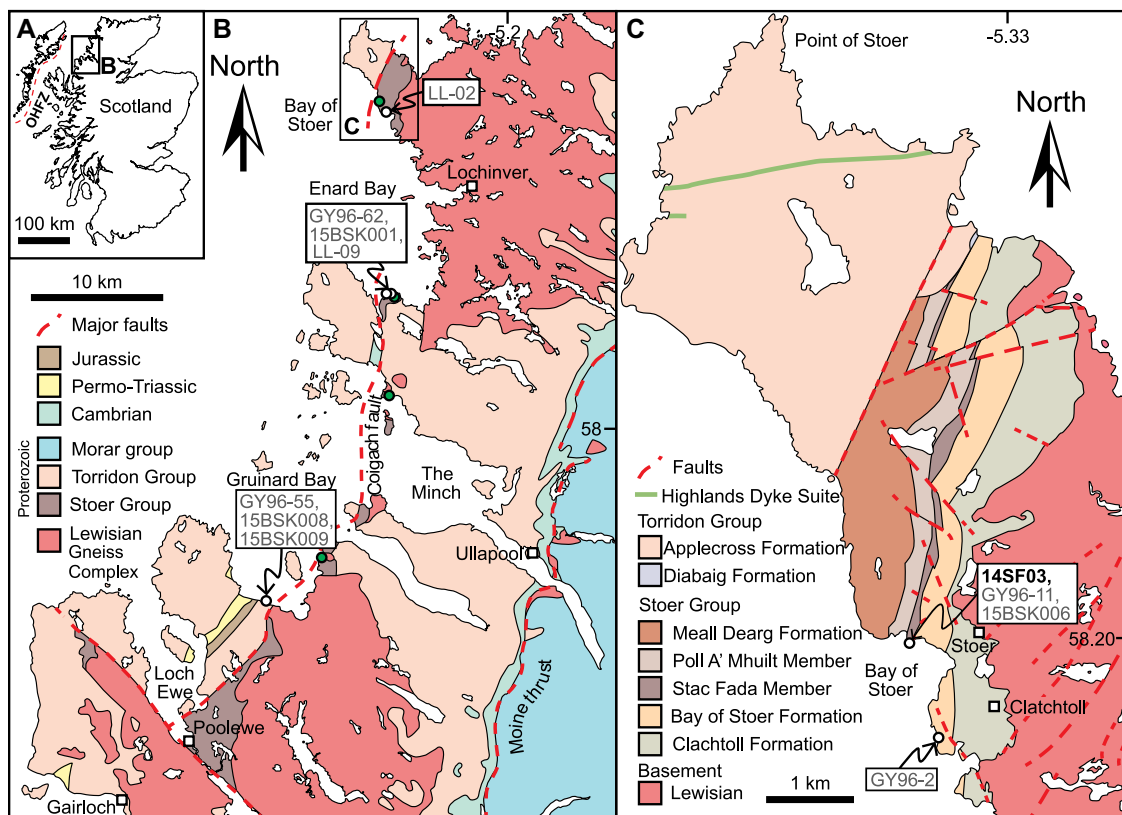 A
B
OHFZ
Scotland
100 km
B
-5.2
North
Bay of
Stoer
C
LL-02
Lochinver
Enard Bay
GY96-62,
15BSK001,
LL-09
10 km
Major faults
Jurassic
Permo-Triassic
Cambrian
Proterozoic
Morar group
Torridon Group
Stoer Group
Lewisian
Gneiss
Complex
Coigach fault
58
The
Minch
Gruinard Bay
GY96-55,
15BSK008,
15BSK009
Ullapool
Loch
Ewe
Poolewe
Moine thrust
Gairloch
C
Point of Stoer
-5.33
North
Faults
Highlands Dyke Suite
Torridon Group
Applecross Formation
Diabaig Formation
Stoer Group
Meall Dearg Formation
Poll A' Mhuilt Member
Stac Fada Member
Bay of Stoer Formation
Clachtoll Formation
Basement
Lewisian
1 km
14SF03,
GY96-11,
15BSK006
Stoer
58.20
Bay of
Stoer
Clatchtoll
GY96-2